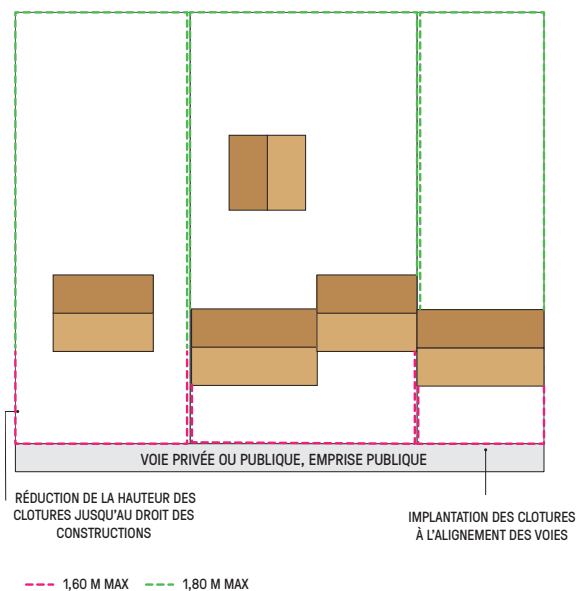 VOIE PRIVÉE OU PUBLIQUE, EMPRISE PUBLIQUE
RÉDUCTION DE LA HAUTEUR DES
CLOTURES JUSQU'AU DROIT DES
CONSTRUCTIONS
IMPLANTATION DES CLOTURES
À L'ALIGNEMENT DES VOIES
1,60 M MAX
1,80 M MAX